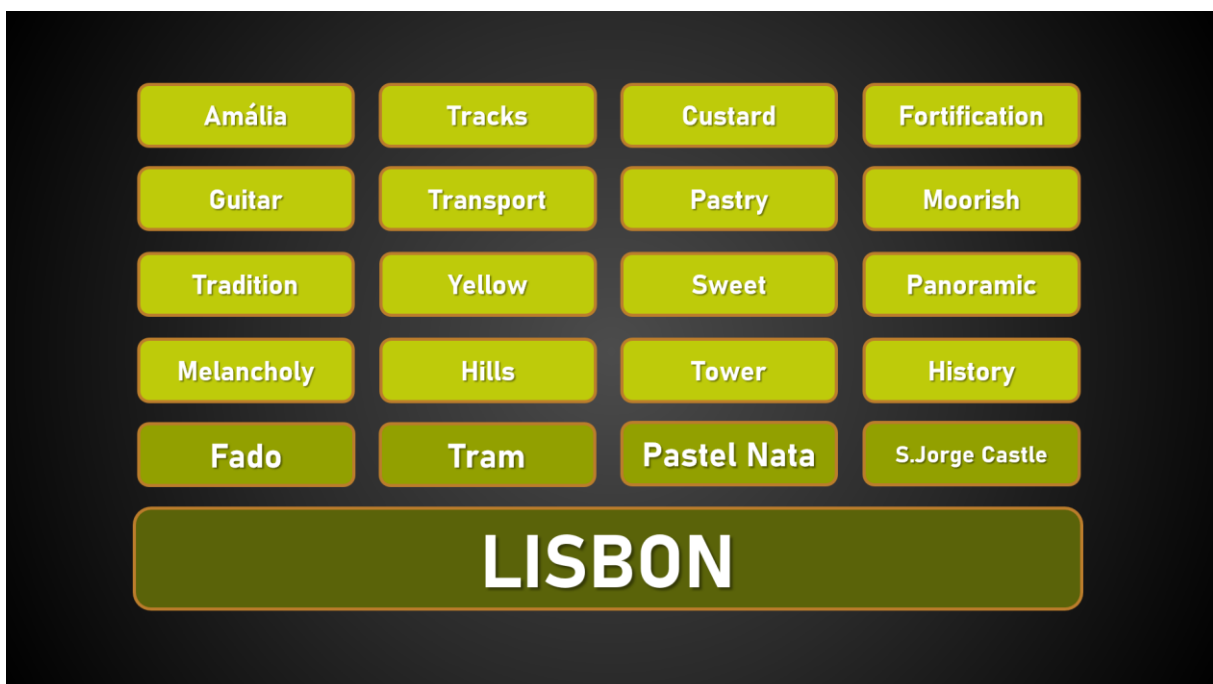 Amália Tracks Custard Fortification
Guitar Transport Pastry Moorish
Tradition Yellow Sweet Panoramic
Melancholy Hills Tower History
Fado Tram Pastel Nata S.Jorge Castle
LISBON